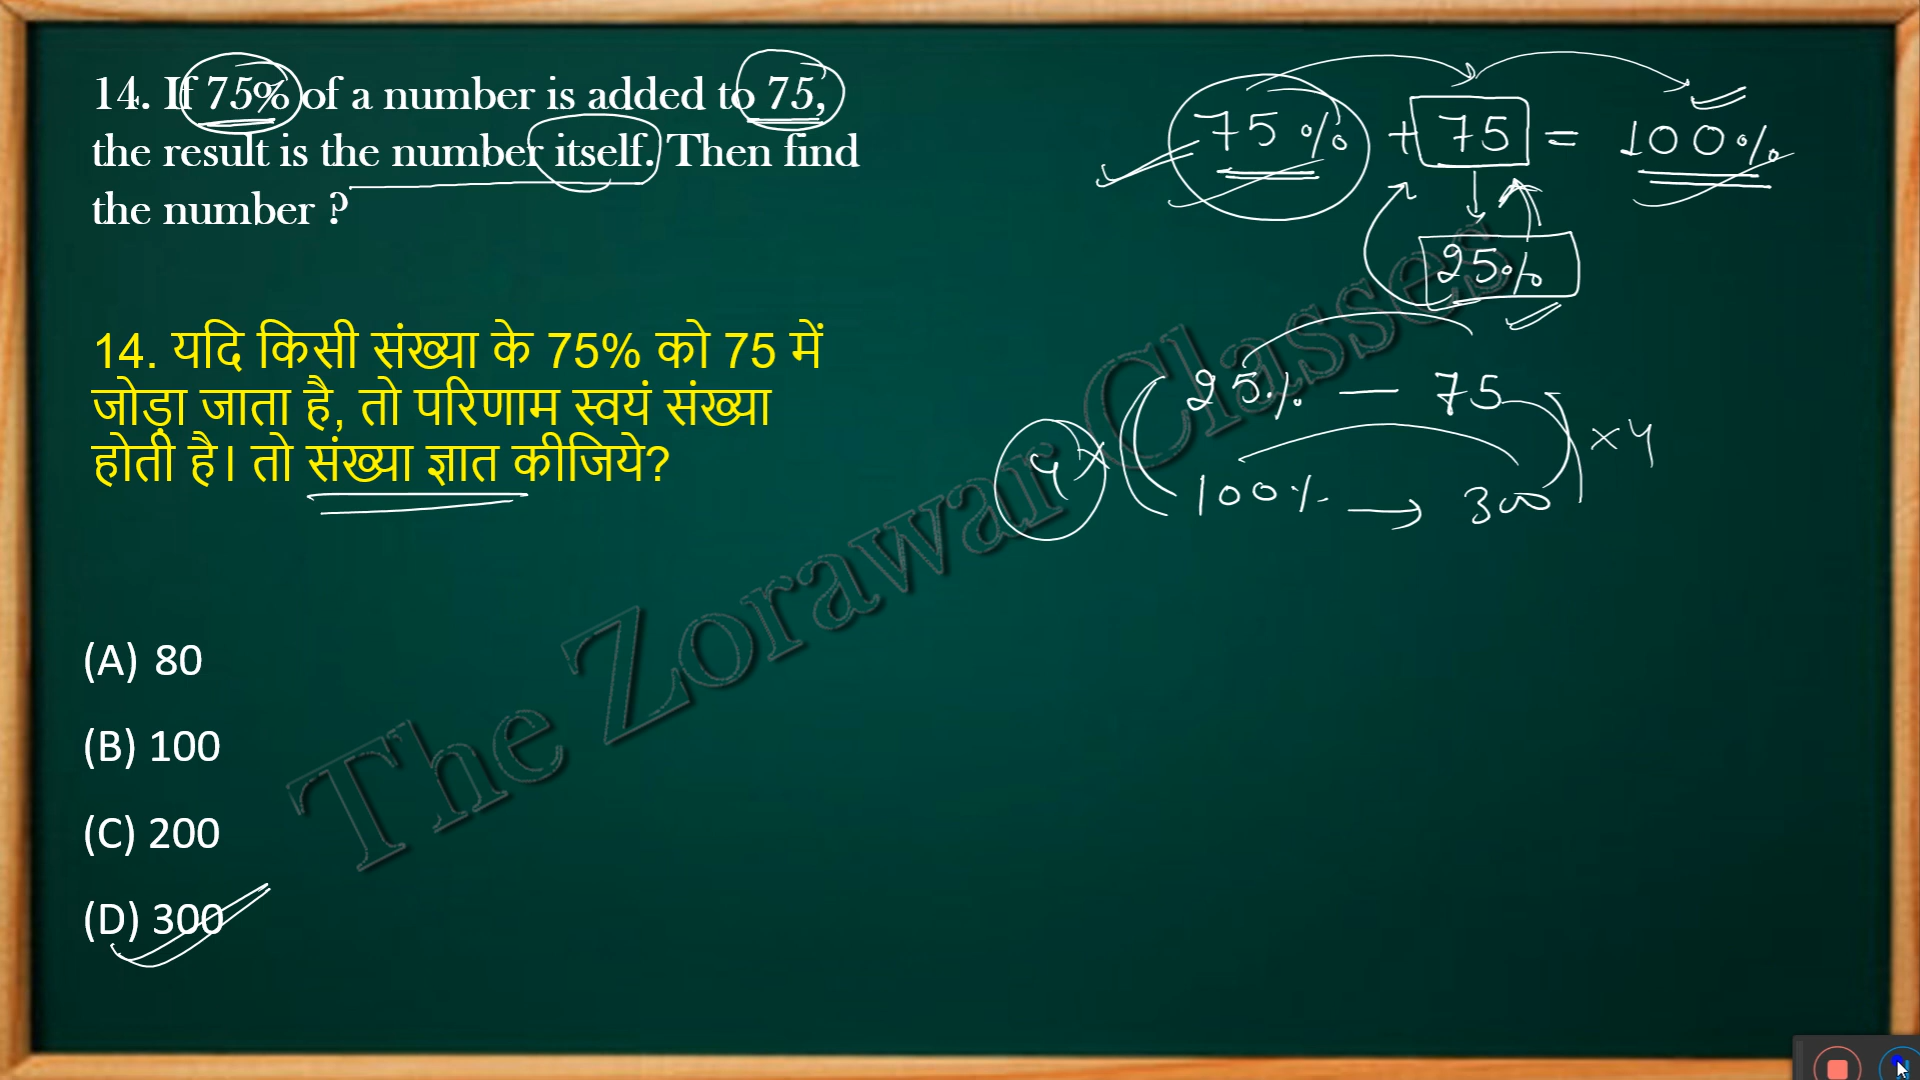 14. If 75% of a number is added to 75,
the result is the number itself. Then find
the number ?
14. यदि किसी संख्या के 75% को 75 में
जोड़ा जाता है, तो परिणाम स्वयं संख्या
होती है। तो संख्या ज्ञात कीजिये?
(A) 80
(B) 100
(C) 200
(D) 300
75% + 75 = 100%
25%
25% — 75
4 × ( ) × 4
100% → 300
The Zorawar Classes